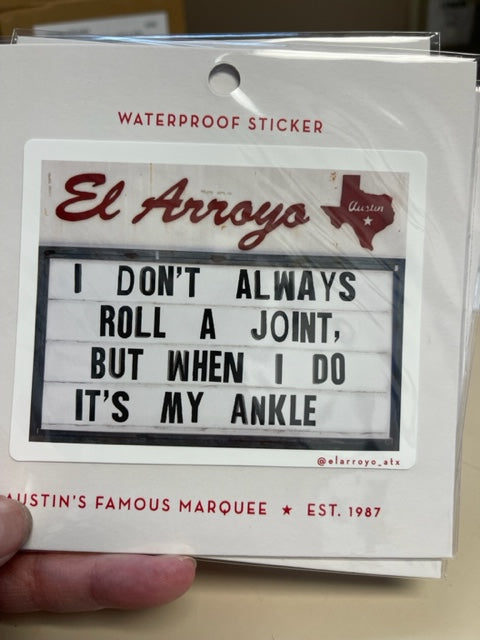 WATERPROOF STICKER
El Arroyo
Austin
I DON'T ALWAYS
ROLL A JOINT,
BUT WHEN I DO
IT'S MY ANKLE
@elarroyo_atx
AUSTIN'S FAMOUS MARQUEE ★ EST. 1987